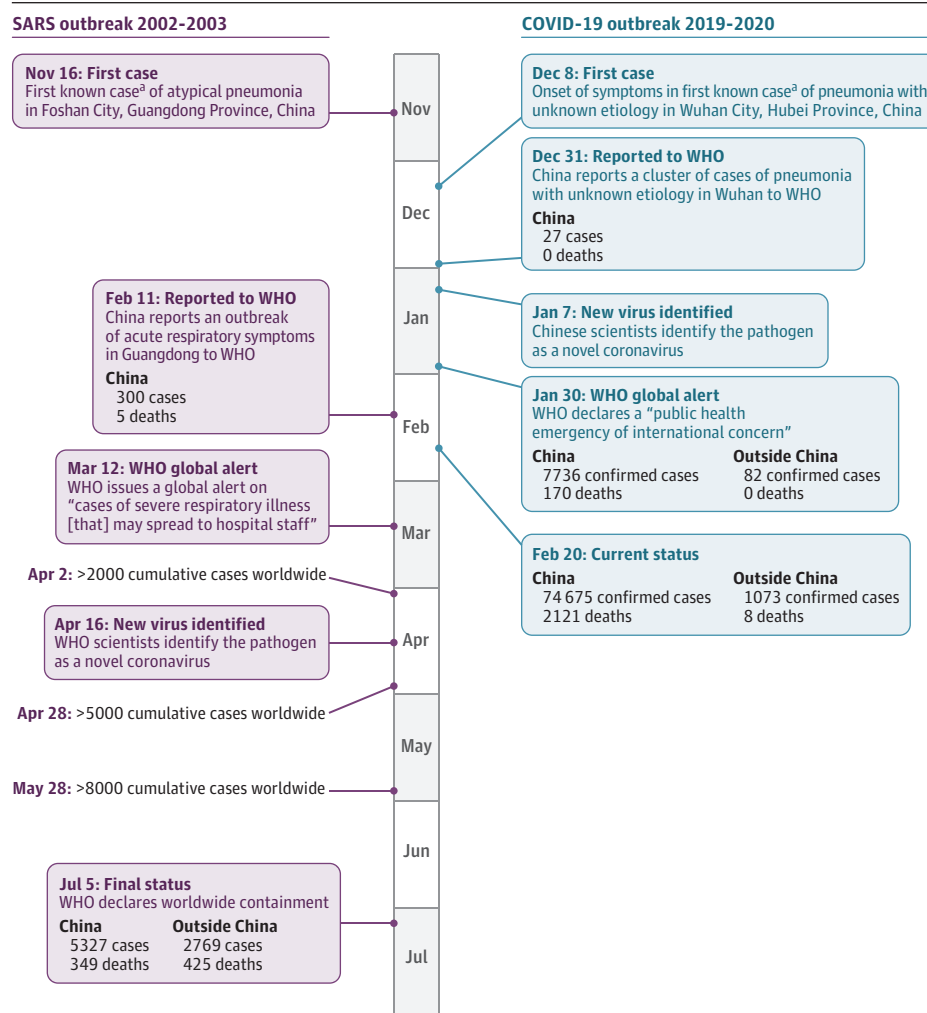 SARS outbreak 2002-2003
Nov 16: First case
First known caseᵃ of atypical pneumonia
in Foshan City, Guangdong Province, China
Feb 11: Reported to WHO
China reports an outbreak
of acute respiratory symptoms
in Guangdong to WHO
China
300 cases
5 deaths
Mar 12: WHO global alert
WHO issues a global alert on
“cases of severe respiratory illness
[that] may spread to hospital staff”
Apr 2: >2000 cumulative cases worldwide
Apr 16: New virus identified
WHO scientists identify the pathogen
as a novel coronavirus
Apr 28: >5000 cumulative cases worldwide
May 28: >8000 cumulative cases worldwide
Jul 5: Final status
WHO declares worldwide containment
China Outside China
5327 cases 2769 cases
349 deaths 425 deaths
Nov
Dec
Jan
Feb
Mar
Apr
May
Jun
Jul
COVID-19 outbreak 2019-2020
Dec 8: First case
Onset of symptoms in first known caseᵃ of pneumonia with
unknown etiology in Wuhan City, Hubei Province, China
Dec 31: Reported to WHO
China reports a cluster of cases of pneumonia
with unknown etiology in Wuhan to WHO
China
27 cases
0 deaths
Jan 7: New virus identified
Chinese scientists identify the pathogen
as a novel coronavirus
Jan 30: WHO global alert
WHO declares a “public health
emergency of international concern”
China Outside China
7736 confirmed cases 82 confirmed cases
170 deaths 0 deaths
Feb 20: Current status
China Outside China
74 675 confirmed cases 1073 confirmed cases
2121 deaths 8 deaths